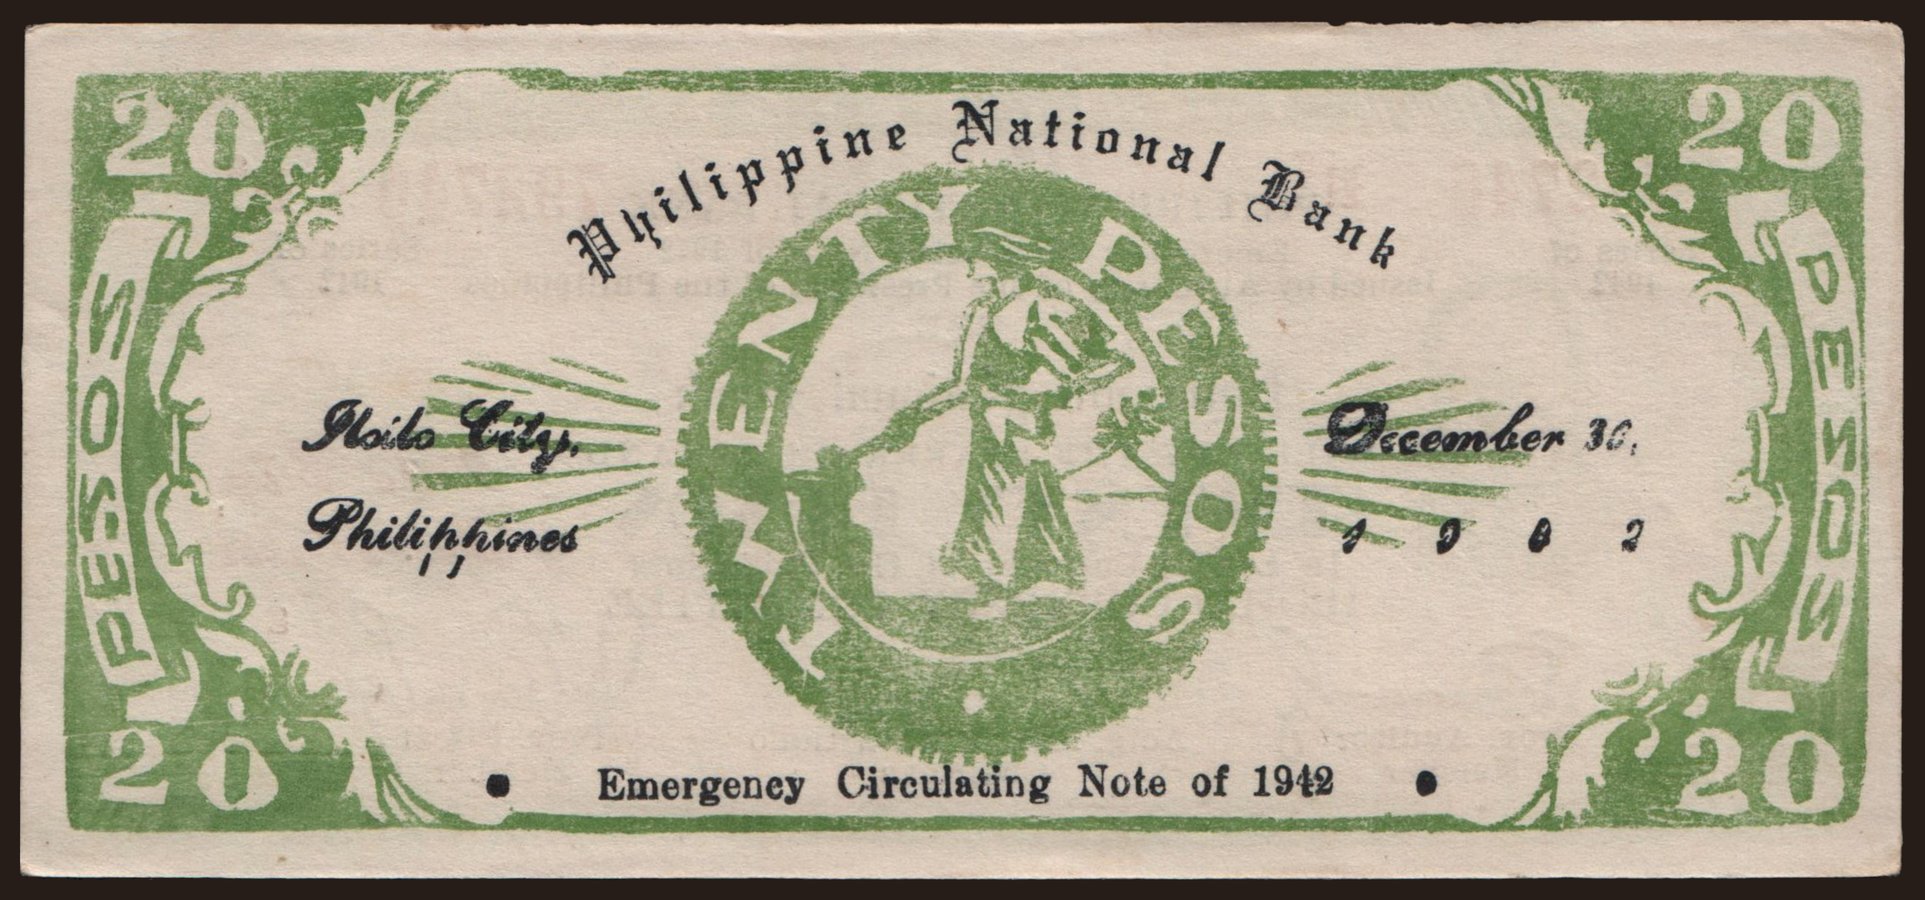 20 20
Philippine National Bank
TWENTY PESOS
PESOS PESOS
Iloilo City, December 30,
Philippines 1942
Emergency Circulating Note of 1942
20 20